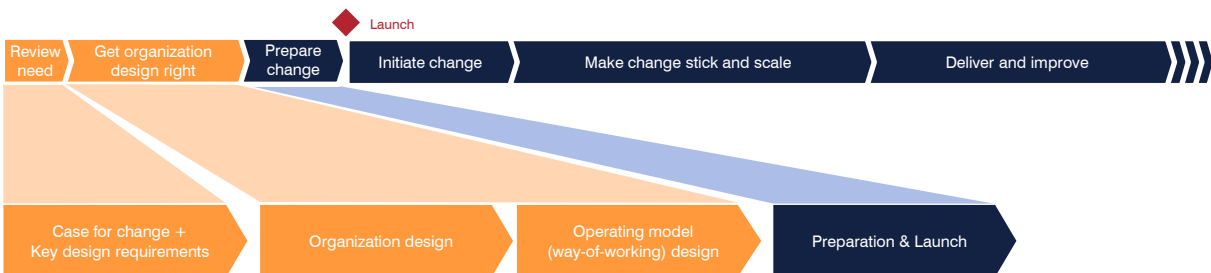 Launch
Review
need
Get organization
design right
Prepare
change
Initiate change
Make change stick and scale
Deliver and improve
Case for change +
Key design requirements
Organization design
Operating model
(way-of-working) design
Preparation & Launch